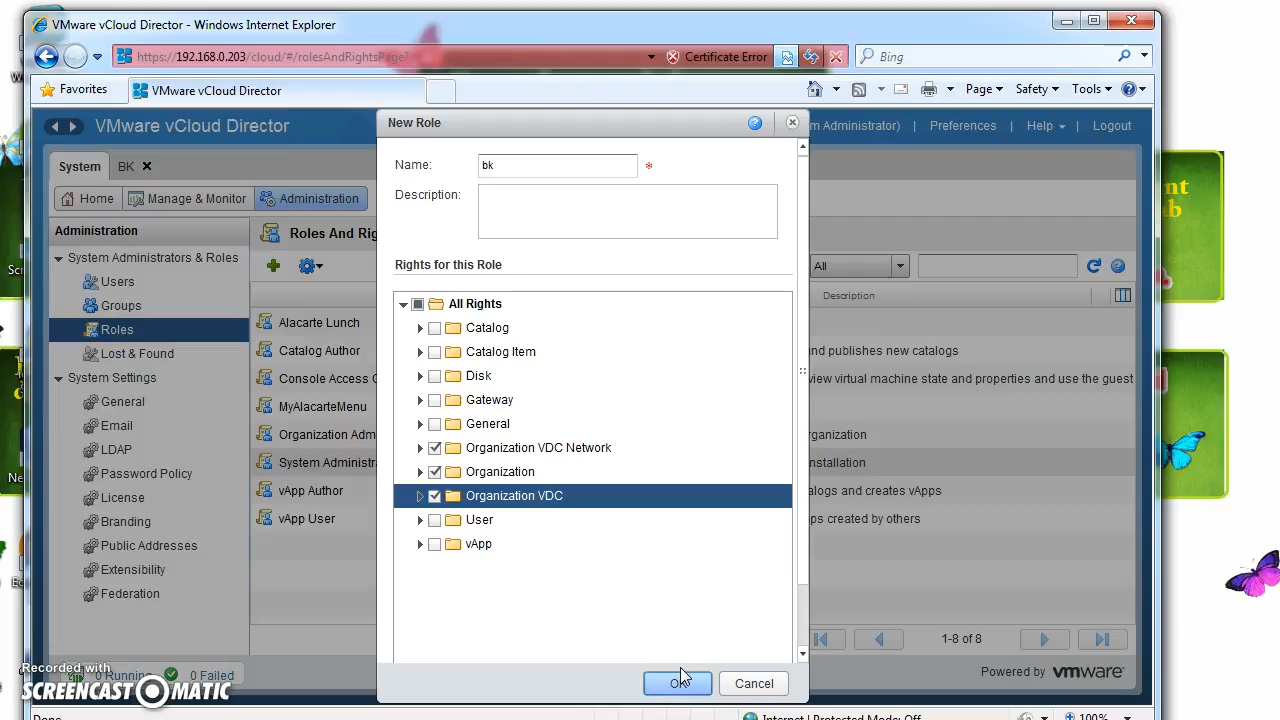 VMware vCloud Director - Windows Internet Explorer
https://192.168.0.203/cloud/#/rolesAndRightsPage?
Certificate Error
Bing
Favorites
VMware vCloud Director
Page
Safety
Tools
VMware vCloud Director
m Administrator)
Preferences
Help
Logout
System
BK
Home
Manage & Monitor
Administration
Administration
System Administrators & Roles
Users
Groups
Roles
Lost & Found
System Settings
General
Email
LDAP
Password Policy
License
Branding
Public Addresses
Extensibility
Federation
Roles And Rig
All
Description
Alacarte Lunch
Catalog Author
and publishes new catalogs
Console Access
view virtual machine state and properties and use the guest
MyAlacarteMenu
Organization Adm
organization
System Administra
installation
vApp Author
alogs and creates vApps
vApp User
ps created by others
New Role
Name:
bk
*
Description:
Rights for this Role
All Rights
Catalog
Catalog Item
Disk
Gateway
General
Organization VDC Network
Organization
Organization VDC
User
vApp
OK
Cancel
1-8 of 8
Powered by vmware
0 Running
0 Failed
Recorded with
SCREENCAST O MATIC
Done
Internet | Protected Mode: Off
100%
nt
ab